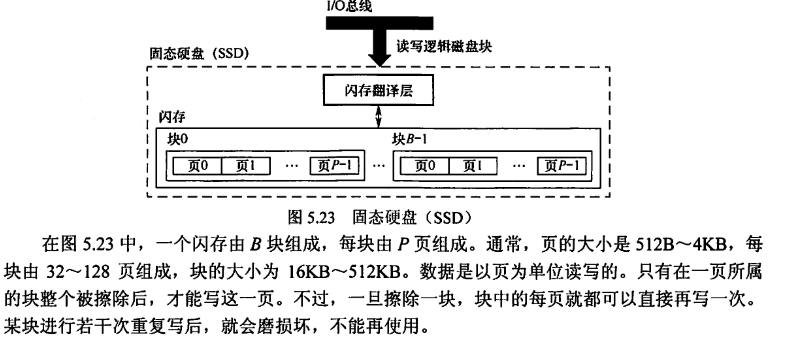 I/O总线
读写逻辑磁盘块
固态硬盘（SSD）
闪存翻译层
闪存
块0 块B-1
页0 页1 … 页P-1 … 页0 页1 … 页P-1
图 5.23 固态硬盘（SSD）
在图 5.23 中，一个闪存由 B 块组成，每块由 P 页组成。通常，页的大小是 512B～4KB，每
块由 32～128 页组成，块的大小为 16KB～512KB。数据是以页为单位读写的。只有在一页所属
的块整个被擦除后，才能写这一页。不过，一旦擦除一块，块中的每页就都可以直接再写一次。
某块进行若干次重复写后，就会磨损坏，不能再使用。